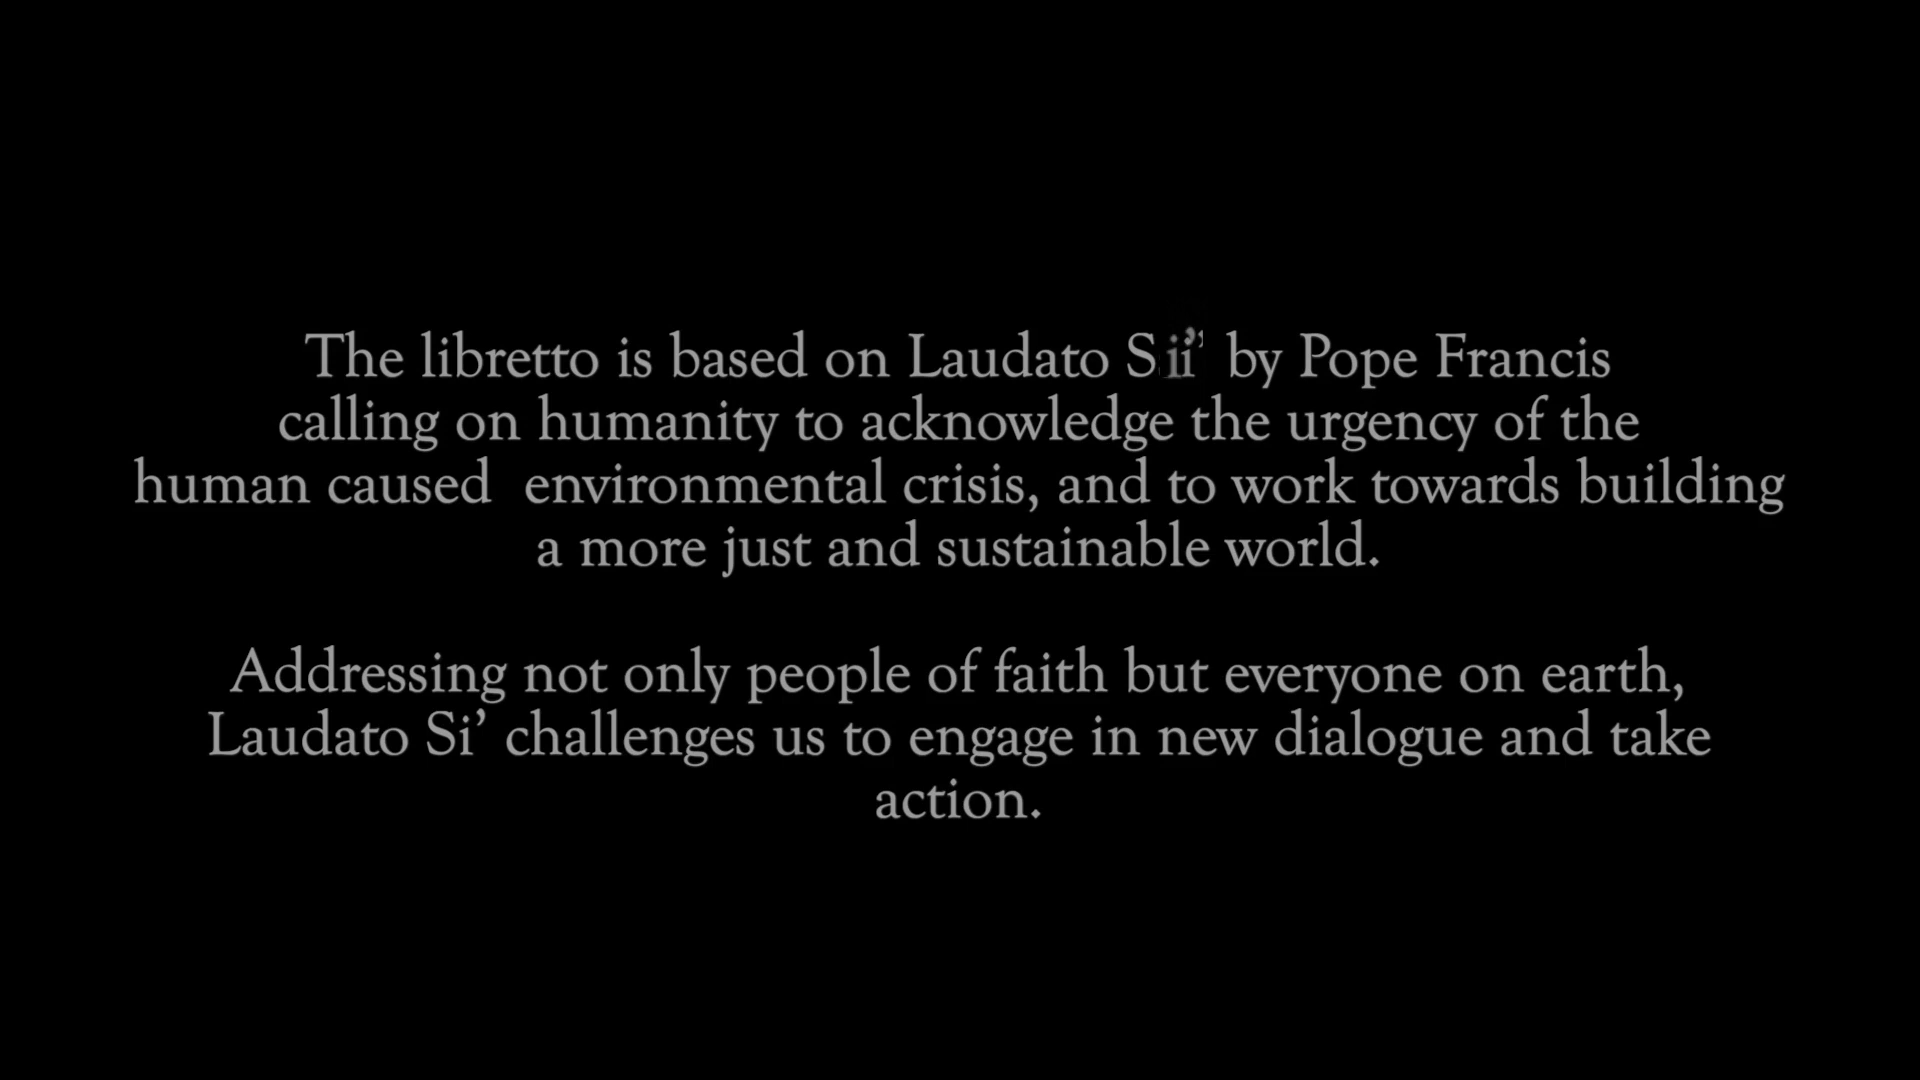 The libretto is based on Laudato Si’ by Pope Francis
calling on humanity to acknowledge the urgency of the
human caused  environmental crisis, and to work towards building
a more just and sustainable world.
Addressing not only people of faith but everyone on earth,
Laudato Si’ challenges us to engage in new dialogue and take
action.